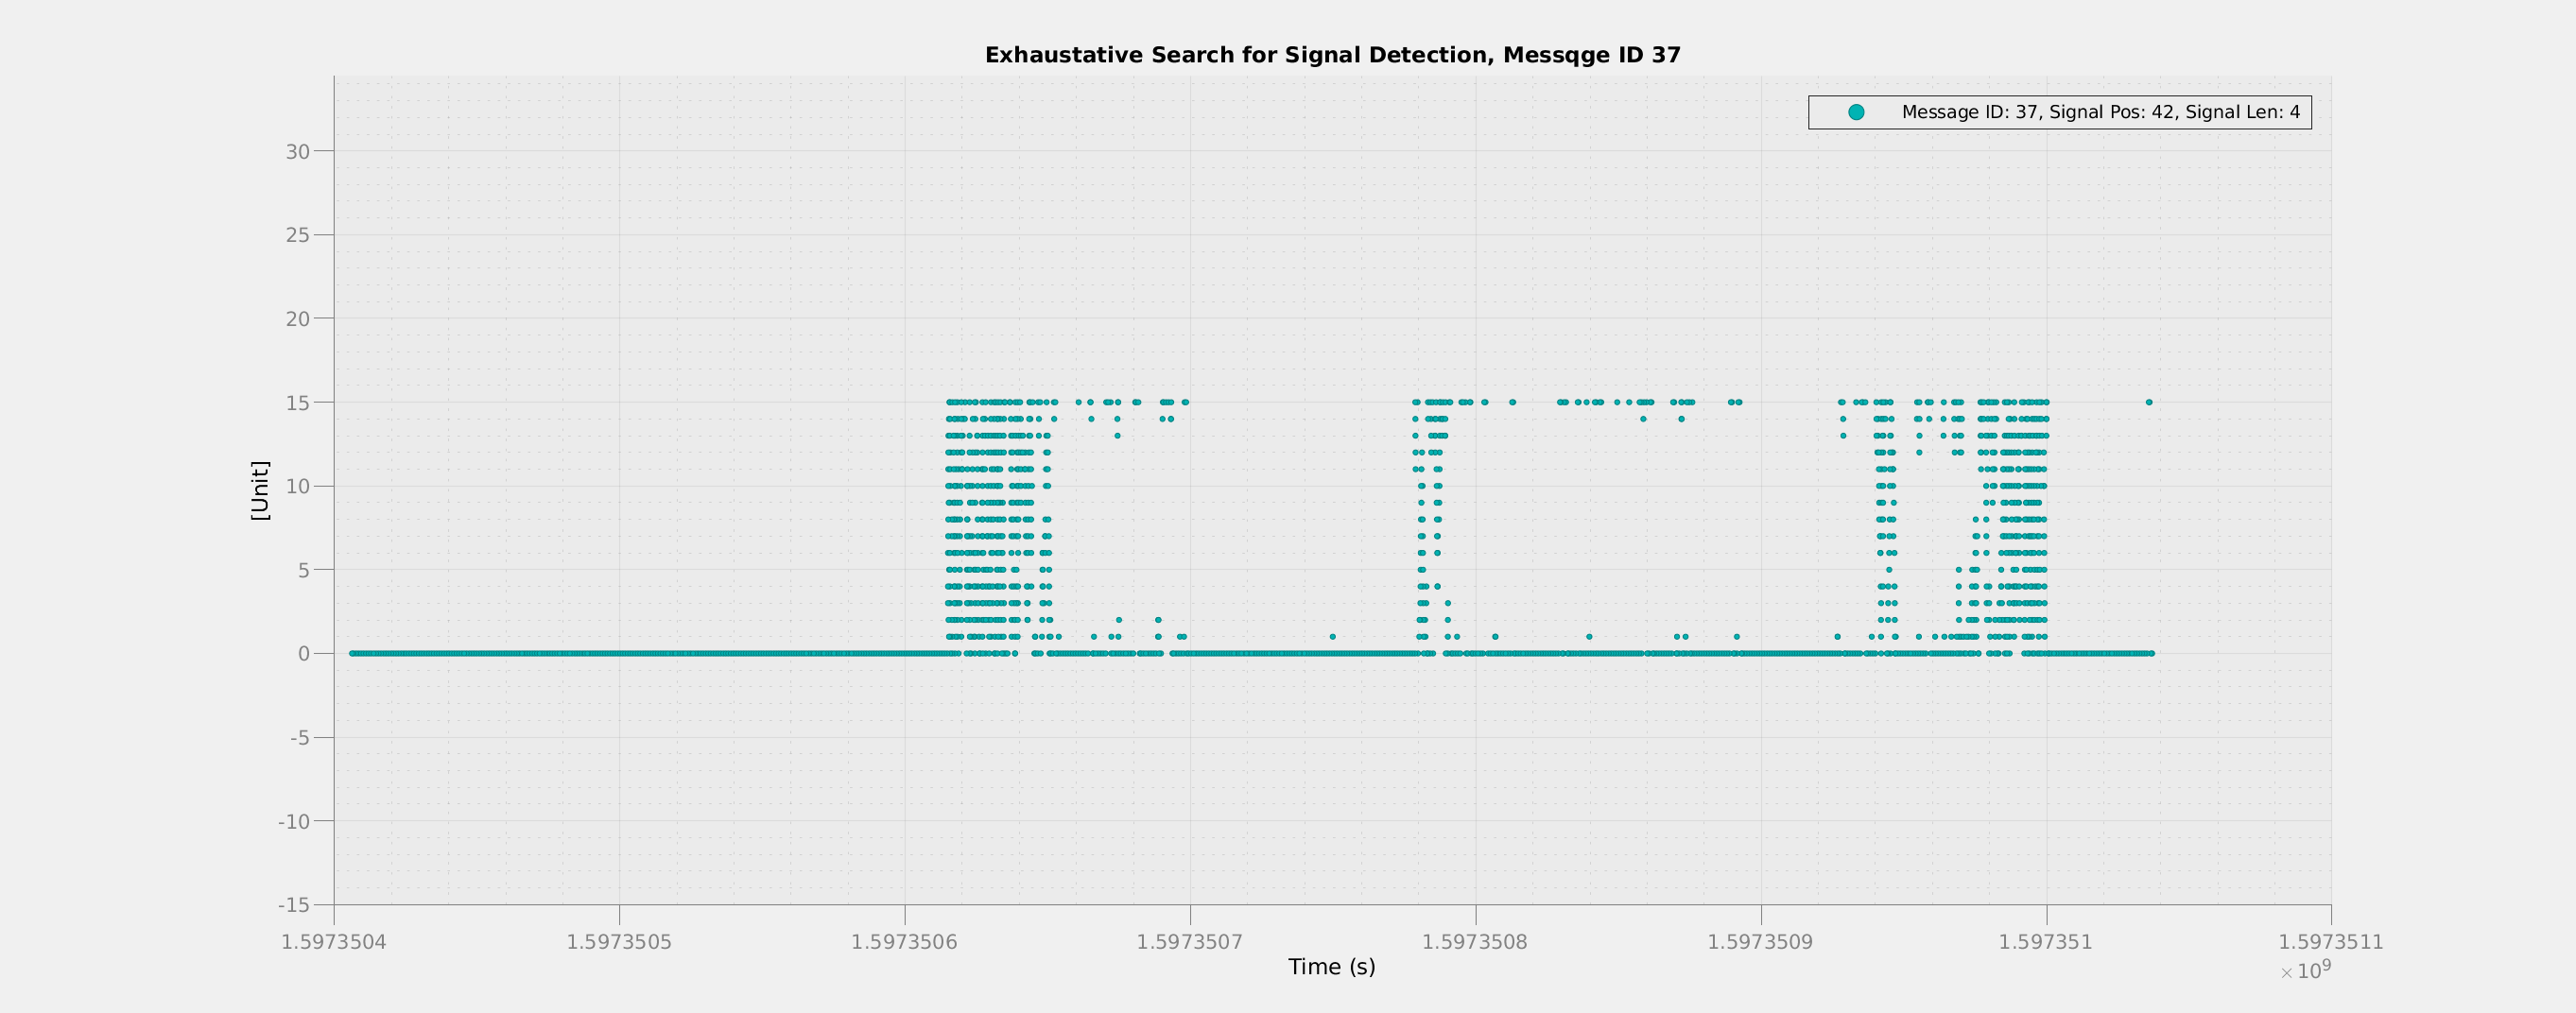 Exhaustative Search for Signal Detection, Messqge ID 37
Message ID: 37, Signal Pos: 42, Signal Len: 4
30
25
20
15
10
5
0
-5
-10
-15
[Unit]
1.5973504 1.5973505 1.5973506 1.5973507 1.5973508 1.5973509 1.597351 1.5973511
Time (s)
×10⁹